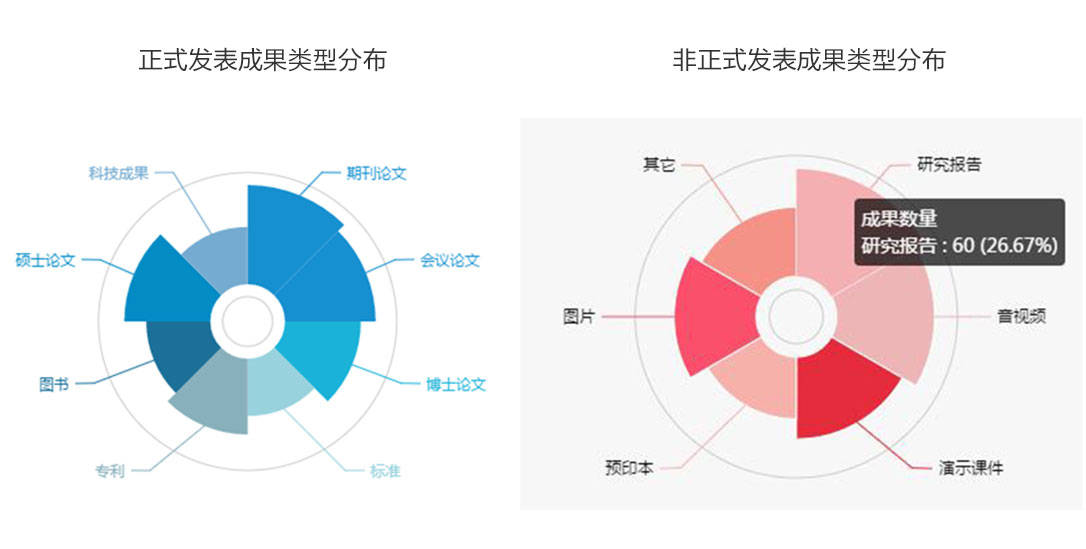 正式发表成果类型分布
非正式发表成果类型分布
科技成果
期刊论文
硕士论文
会议论文
图书
博士论文
专利
标准
其它
研究报告
成果数量
研究报告 : 60 (26.67%)
图片
音视频
预印本
演示课件